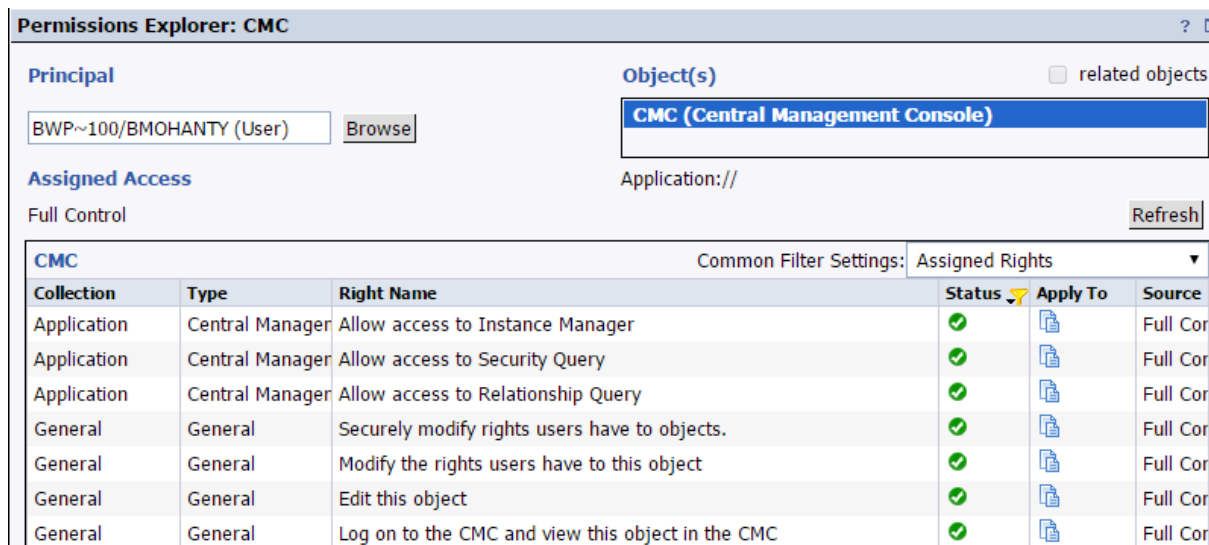 Permissions Explorer: CMC ?
Principal Object(s) related objects
BWP~100/BMOHANTY (User) Browse CMC (Central Management Console)
Assigned Access Application://
Full Control Refresh
CMC Common Filter Settings: Assigned Rights
Collection Type Right Name Status Apply To Source
Application Central Managen Allow access to Instance Manager Full Cor
Application Central Managen Allow access to Security Query Full Cor
Application Central Managen Allow access to Relationship Query Full Cor
General General Securely modify rights users have to objects. Full Cor
General General Modify the rights users have to this object Full Cor
General General Edit this object Full Cor
General General Log on to the CMC and view this object in the CMC Full Cor